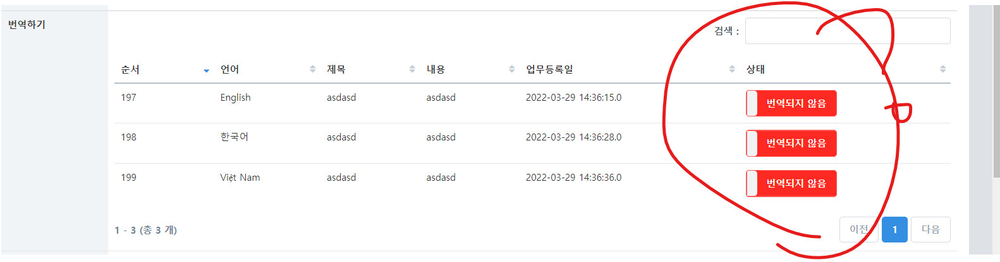 번역하기
검색 :
순서 언어 제목 내용 업무등록일 상태
197 English asdasd asdasd 2022-03-29 14:36:15.0 번역되지 않음
198 한국어 asdasd asdasd 2022-03-29 14:36:28.0 번역되지 않음
199 Việt Nam asdasd asdasd 2022-03-29 14:36:36.0 번역되지 않음
1 - 3 (총 3 개) 이전 1 다음